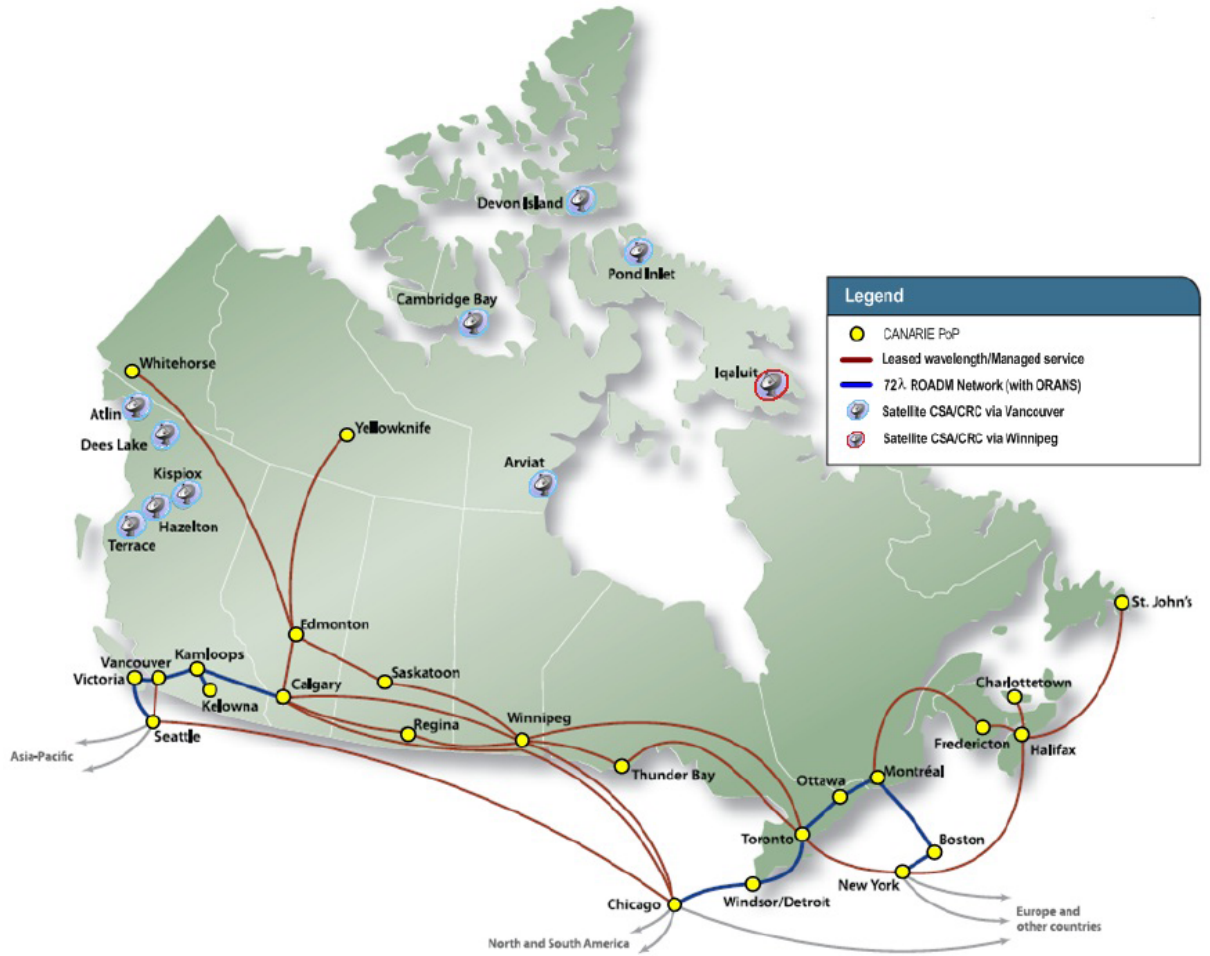 Devon Island
Pond Inlet
Cambridge Bay
Legend
CANARIE PoP
Leased wavelength/Managed service
72λ ROADM Network (with ORANS)
Satellite CSA/CRC via Vancouver
Satellite CSA/CRC via Winnipeg
Whitehorse
Iqaluit
Atlin
Dees Lake
Yellowknife
Kispiox
Arviat
Hazelton
Terrace
St. John's
Edmonton
Kamloops
Vancouver
Victoria
Saskatoon
Calgary
Kelowna
Charlottetown
Regina
Winnipeg
Seattle
Fredericton
Halifax
Asia-Pacific
Thunder Bay
Ottawa
Montréal
Toronto
Boston
New York
Chicago
Windsor/Detroit
Europe and
other countries
North and South America